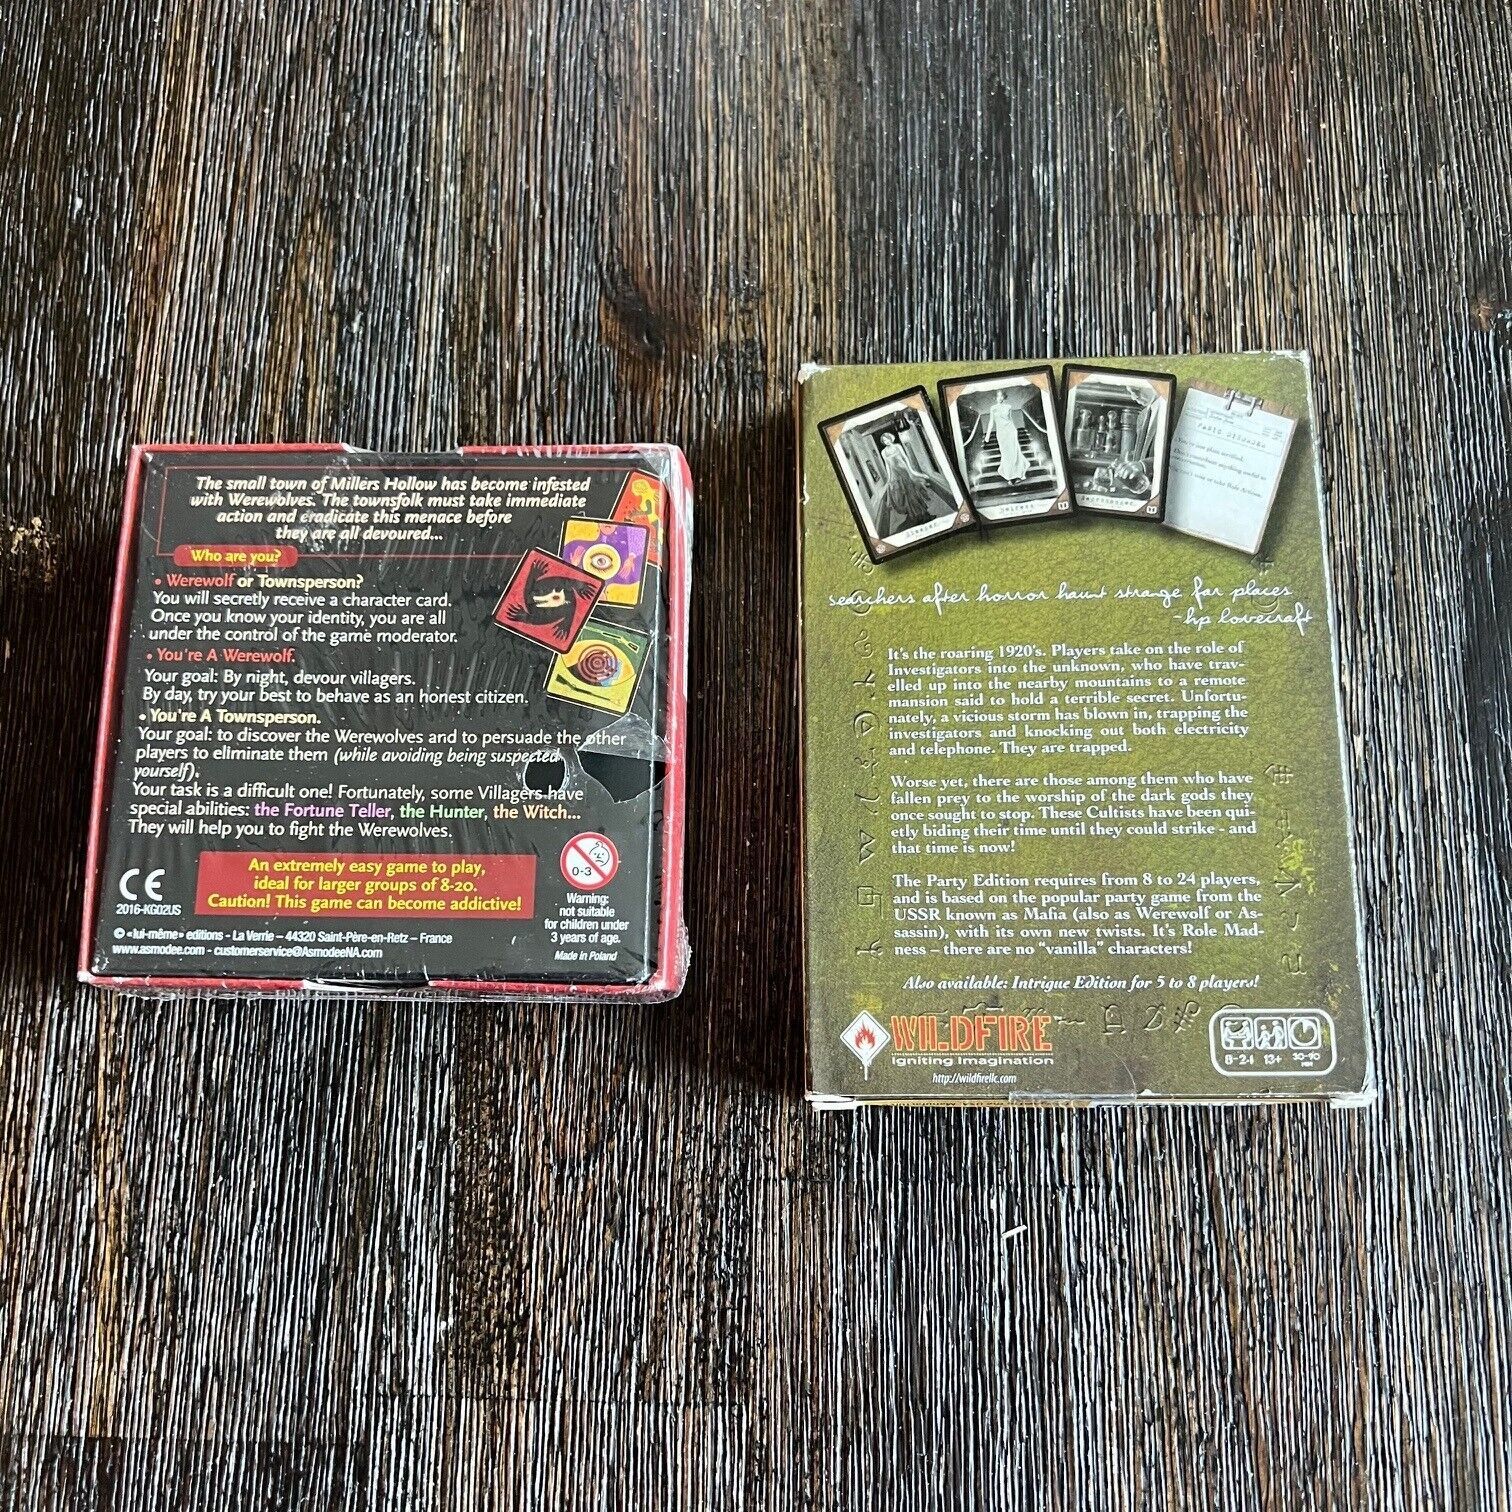 The small town of Millers Hollow has become infested
with Werewolves. The townsfolk must take immediate
action and eradicate this menace before
they are all devoured...
Who are you?
• Werewolf or Townsperson?
You will secretly receive a character card.
Once you know your identity, you are all
under the control of the game moderator.
• You're A Werewolf.
Your goal: By night, devour villagers.
By day, try your best to behave as an honest citizen.
• You're A Townsperson.
Your goal: to discover the Werewolves and to persuade the other
players to eliminate them (while avoiding being suspected
yourself).
Your task is a difficult one! Fortunately, some Villagers have
special abilities: the Fortune Teller, the Hunter, the Witch...
They will help you to fight the Werewolves.
An extremely easy game to play,
ideal for larger groups of 8-20.
Caution! This game can become addictive!
CE
2016-KG02US
0-3
Warning:
not suitable
for children under
3 years of age.
Made in Poland
© «lui-même» editions - La Verrie – 44320 Saint-Père-en-Retz – France
www.asmodee.com - customerservice@AsmodeeNA.com
searchers after horror haunt strange far places
-hp lovecraft
It's the roaring 1920's. Players take on the role of
Investigators into the unknown, who have trav-
elled up into the nearby mountains to a remote
mansion said to hold a terrible secret. Unfortu-
nately, a vicious storm has blown in, trapping the
investigators and knocking out both electricity
and telephone. They are trapped.
Worse yet, there are those among them who have
fallen prey to the worship of the dark gods they
once sought to stop. These Cultists have been qui-
etly biding their time until they could strike - and
that time is now!
The Party Edition requires from 8 to 24 players,
and is based on the popular party game from the
USSR known as Mafia (also as Werewolf or As-
sassin), with its own new twists. It's Role Mad-
ness – there are no "vanilla" characters!
Also available: Intrigue Edition for 5 to 8 players!
WILDFIRE
Igniting Imagination
http://wildfirellc.com
8-24 13+ 30-90